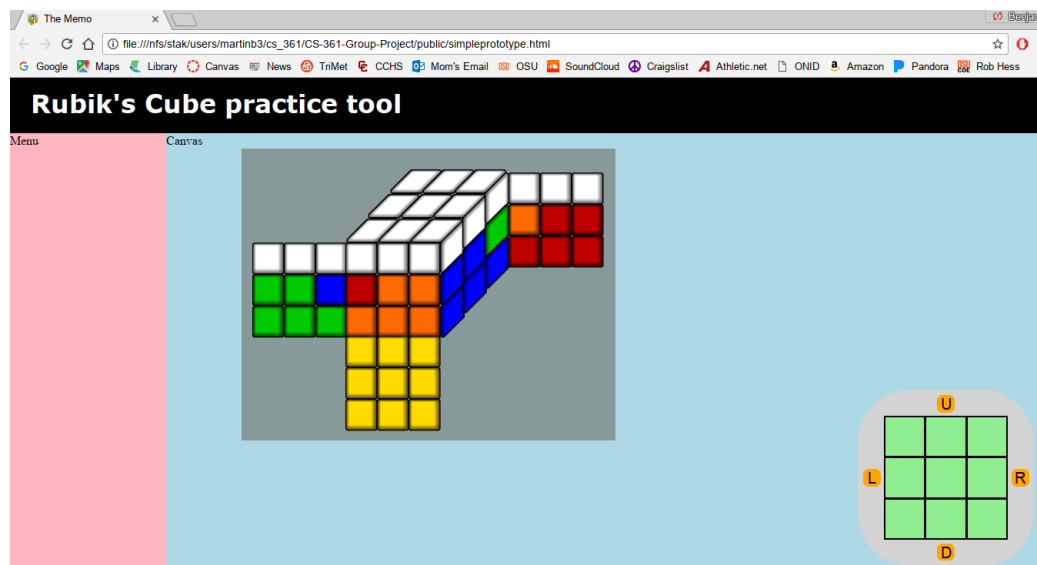 The Memo
Benjam
file:///nfs/stak/users/martinb3/cs_361/CS-361-Group-Project/public/simpleprototype.html
Google Maps Library Canvas News TriMet CCHS Mom's Email OSU SoundCloud Craigslist Athletic.net ONID Amazon Pandora Rob Hess
Rubik's Cube practice tool
Menu
Canvas
U
L
R
D